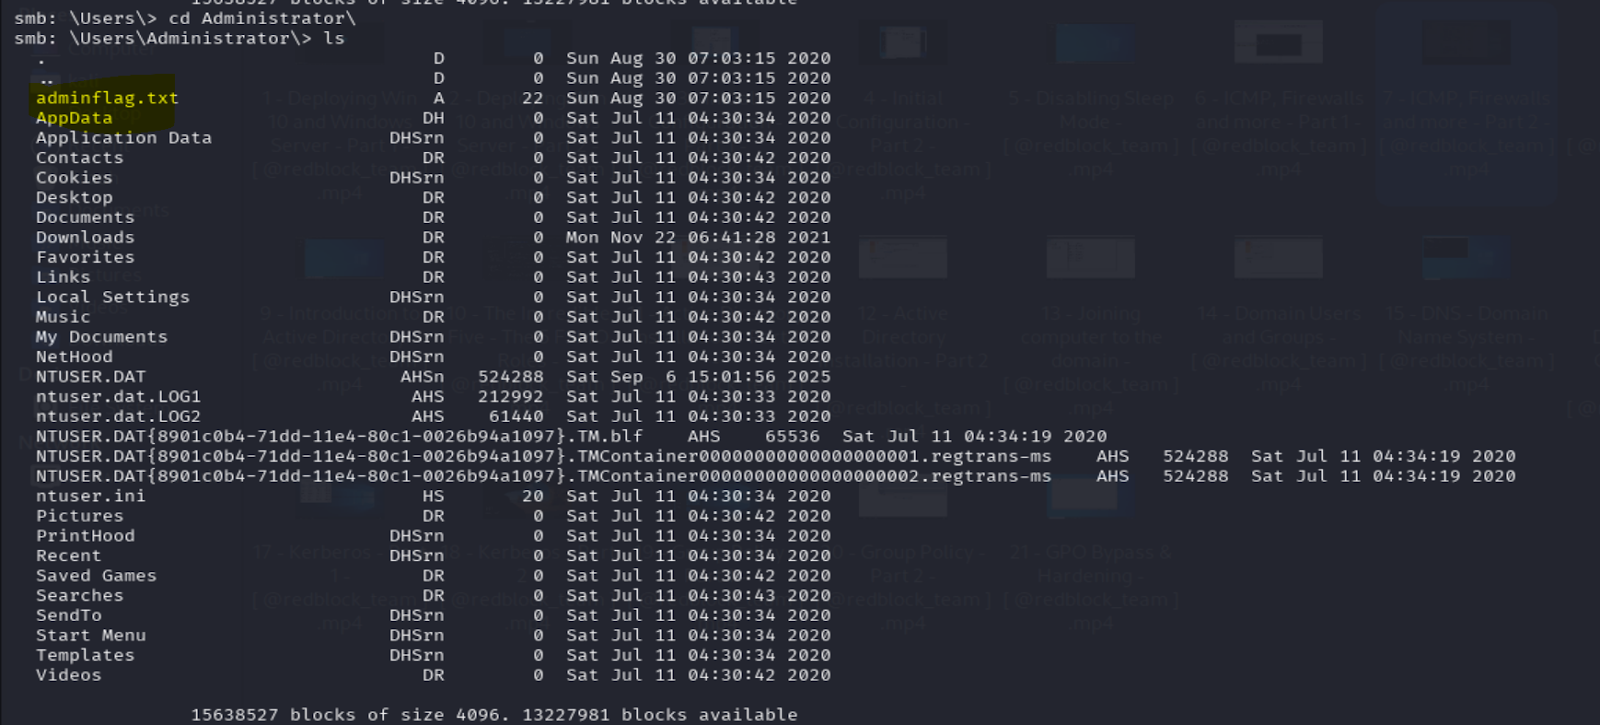 15638527 blocks of size 4096. 13227981 blocks available
smb: \Users\> cd Administrator\
smb: \Users\Administrator\> ls
. D 0 Sun Aug 30 07:03:15 2020
.. D 0 Sun Aug 30 07:03:15 2020
adminflag.txt A 22 Sun Aug 30 07:03:15 2020
AppData DH 0 Sat Jul 11 04:30:34 2020
Application Data DHSrn 0 Sat Jul 11 04:30:34 2020
Contacts DR 0 Sat Jul 11 04:30:42 2020
Cookies DHSrn 0 Sat Jul 11 04:30:34 2020
Desktop DR 0 Sat Jul 11 04:30:42 2020
Documents DR 0 Sat Jul 11 04:30:42 2020
Downloads DR 0 Mon Nov 22 06:41:28 2021
Favorites DR 0 Sat Jul 11 04:30:42 2020
Links DR 0 Sat Jul 11 04:30:43 2020
Local Settings DHSrn 0 Sat Jul 11 04:30:34 2020
Music DR 0 Sat Jul 11 04:30:42 2020
My Documents DHSrn 0 Sat Jul 11 04:30:34 2020
NetHood DHSrn 0 Sat Jul 11 04:30:34 2020
NTUSER.DAT AHSn 524288 Sat Sep 6 15:01:56 2025
ntuser.dat.LOG1 AHS 212992 Sat Jul 11 04:30:33 2020
ntuser.dat.LOG2 AHS 61440 Sat Jul 11 04:30:33 2020
NTUSER.DAT{8901c0b4-71dd-11e4-80c1-0026b94a1097}.TM.blf AHS 65536 Sat Jul 11 04:34:19 2020
NTUSER.DAT{8901c0b4-71dd-11e4-80c1-0026b94a1097}.TMContainer00000000000000000001.regtrans-ms AHS 524288 Sat Jul 11 04:34:19 2020
NTUSER.DAT{8901c0b4-71dd-11e4-80c1-0026b94a1097}.TMContainer00000000000000000002.regtrans-ms AHS 524288 Sat Jul 11 04:34:19 2020
ntuser.ini HS 20 Sat Jul 11 04:30:34 2020
Pictures DR 0 Sat Jul 11 04:30:42 2020
PrintHood DHSrn 0 Sat Jul 11 04:30:34 2020
Recent DHSrn 0 Sat Jul 11 04:30:34 2020
Saved Games DR 0 Sat Jul 11 04:30:42 2020
Searches DR 0 Sat Jul 11 04:30:43 2020
SendTo DHSrn 0 Sat Jul 11 04:30:34 2020
Start Menu DHSrn 0 Sat Jul 11 04:30:34 2020
Templates DHSrn 0 Sat Jul 11 04:30:34 2020
Videos DR 0 Sat Jul 11 04:30:42 2020
15638527 blocks of size 4096. 13227981 blocks available